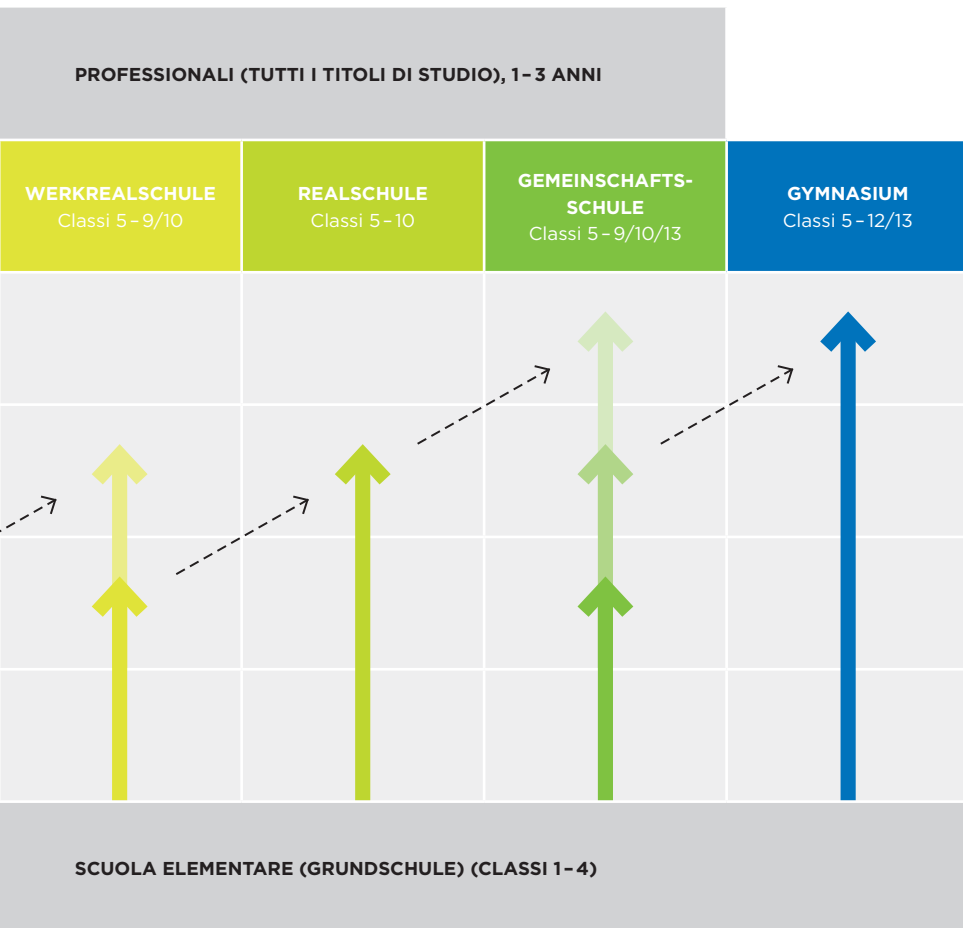 PROFESSIONALI (TUTTI I TITOLI DI STUDIO), 1–3 ANNI
WERKREALSCHULE
Classi 5–9/10
REALSCHULE
Classi 5–10
GEMEINSCHAFTS-
SCHULE
Classi 5–9/10/13
GYMNASIUM
Classi 5–12/13
SCUOLA ELEMENTARE (GRUNDSCHULE) (CLASSI 1–4)